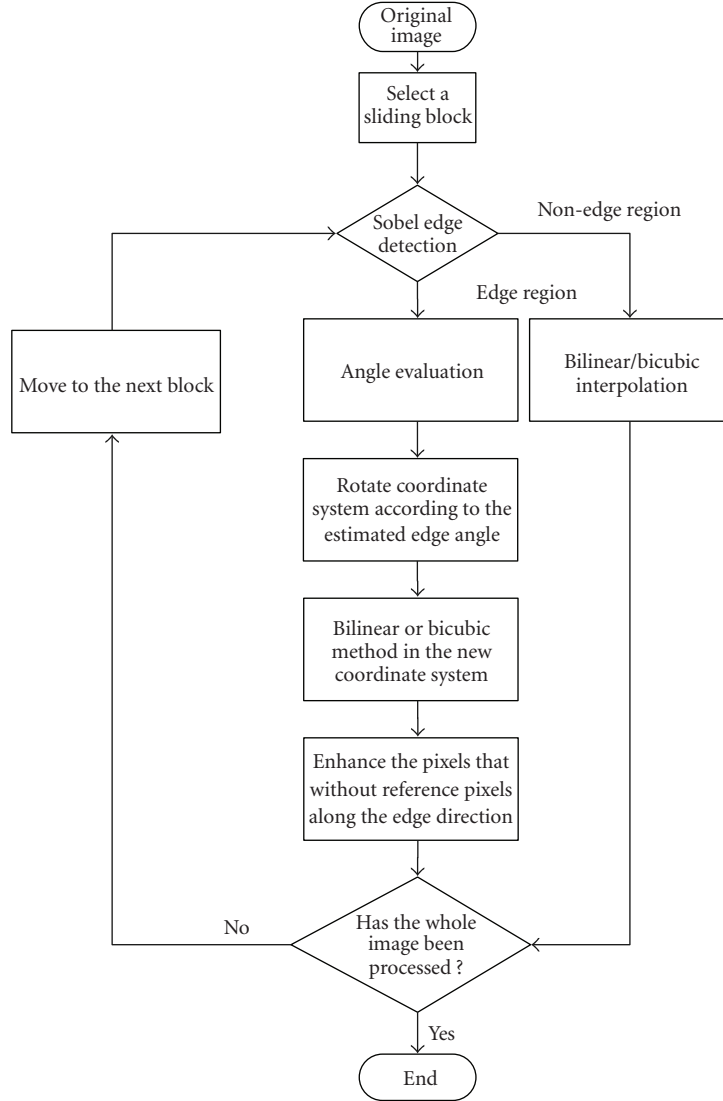 Original
image
Select a
sliding block
Sobel edge
detection
Non-edge region
Edge region
Move to the next block
Angle evaluation
Bilinear/bicubic
interpolation
Rotate coordinate
system according to the
estimated edge angle
Bilinear or bicubic
method in the new
coordinate system
Enhance the pixels that
without reference pixels
along the edge direction
No
Has the whole
image been
processed ?
Yes
End